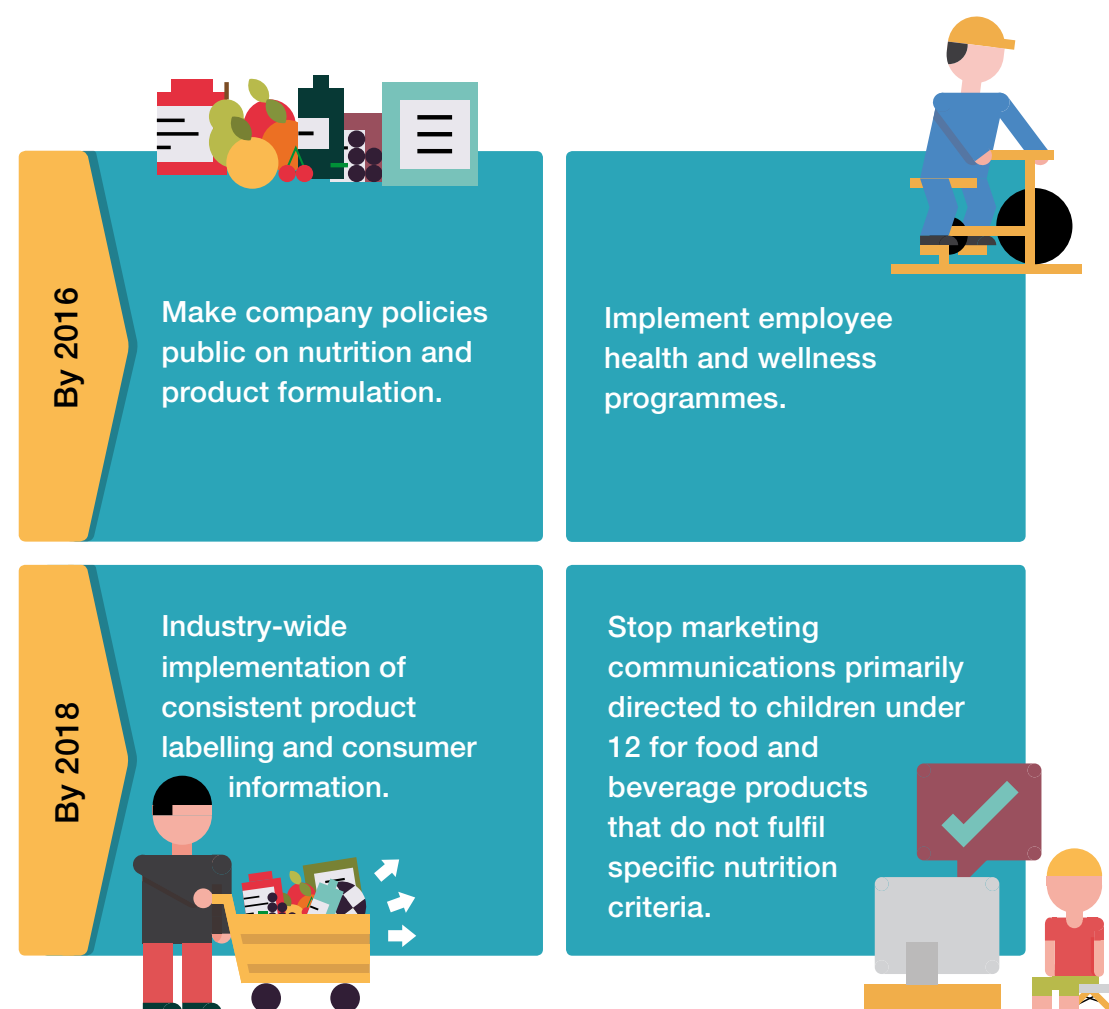 By 2016
Make company policies
public on nutrition and
product formulation.
Implement employee
health and wellness
programmes.
By 2018
Industry-wide
implementation of
consistent product
labelling and consumer
information.
Stop marketing
communications primarily
directed to children under
12 for food and
beverage products
that do not fulfil
specific nutrition
criteria.